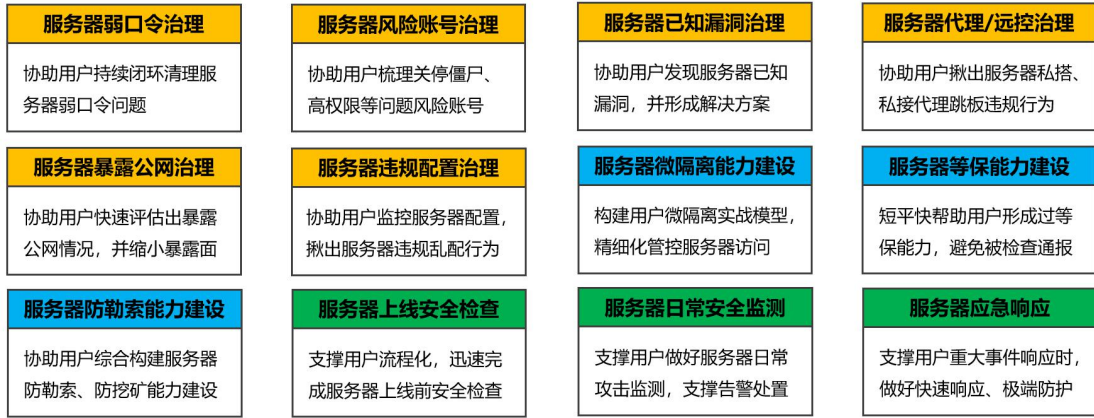 服务器弱口令治理
协助用户持续闭环清理服
务器弱口令问题
服务器风险账号治理
协助用户梳理关停僵尸、
高权限等问题风险账号
服务器已知漏洞治理
协助用户发现服务器已知
漏洞，并形成解决方案
服务器代理/远控治理
协助用户揪出服务器私搭、
私接代理跳板违规行为
服务器暴露公网治理
协助用户快速评估出暴露
公网情况，并缩小暴露面
服务器违规配置治理
协助用户监控服务器配置，
揪出服务器违规乱配行为
服务器微隔离能力建设
构建用户微隔离实战模型，
精细化管控服务器访问
服务器等保能力建设
短平快帮助用户形成过等
保能力，避免被检查通报
服务器防勒索能力建设
协助用户综合构建服务器
防勒索、防挖矿能力建设
服务器上线安全检查
支撑用户流程化，迅速完
成服务器上线前安全检查
服务器日常安全监测
支撑用户做好服务器日常
攻击监测，支撑告警处置
服务器应急响应
支撑用户重大事件响应时，
做好快速响应、极端防护